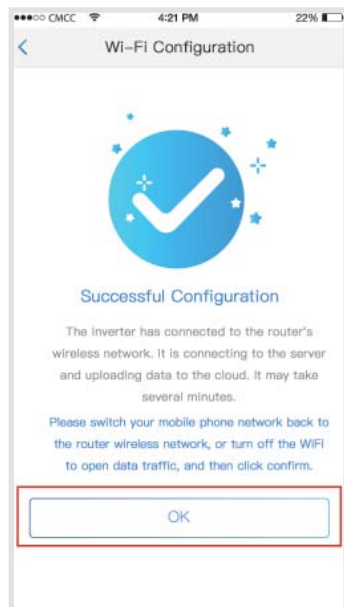 CMCC 4:21 PM 22%
Wi-Fi Configuration
Successful Configuration
The inverter has connected to the router's
wireless network. It is connecting to the server
and uploading data to the cloud. It may take
several minutes.
Please switch your mobile phone network back to
the router wireless network, or turn off the WiFi
to open data traffic, and then click confirm.
OK